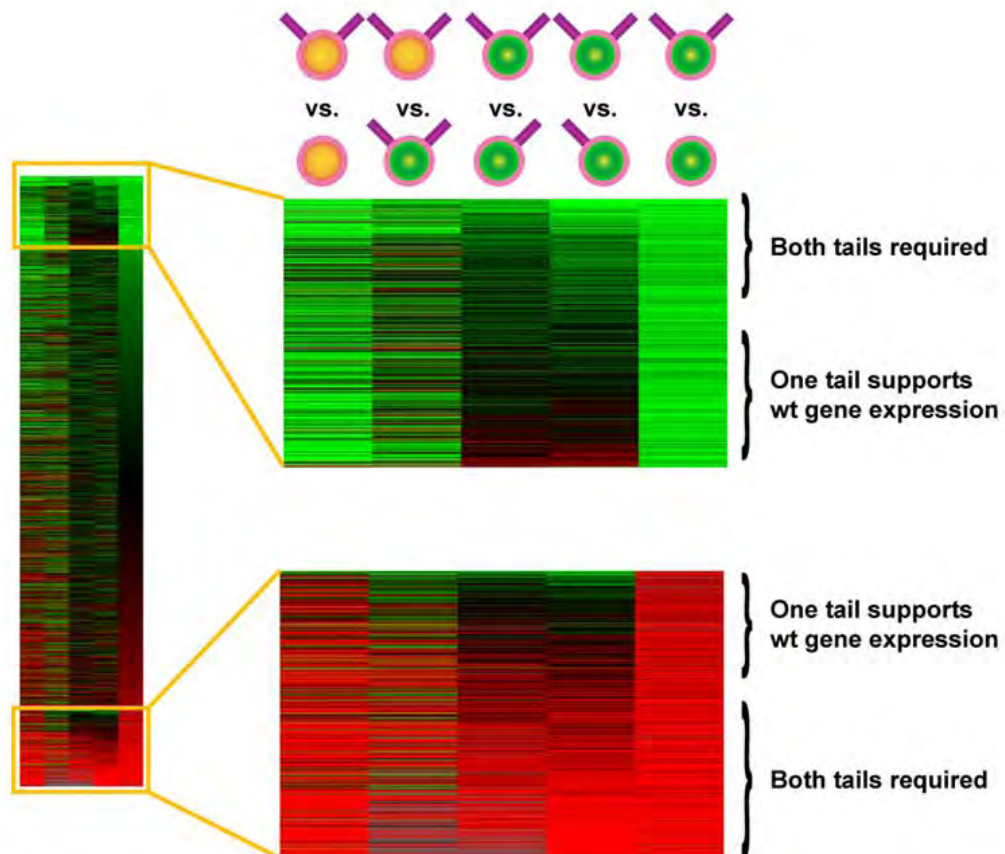 vs. vs. vs. vs. vs.
Both tails required
One tail supports
wt gene expression
One tail supports
wt gene expression
Both tails required